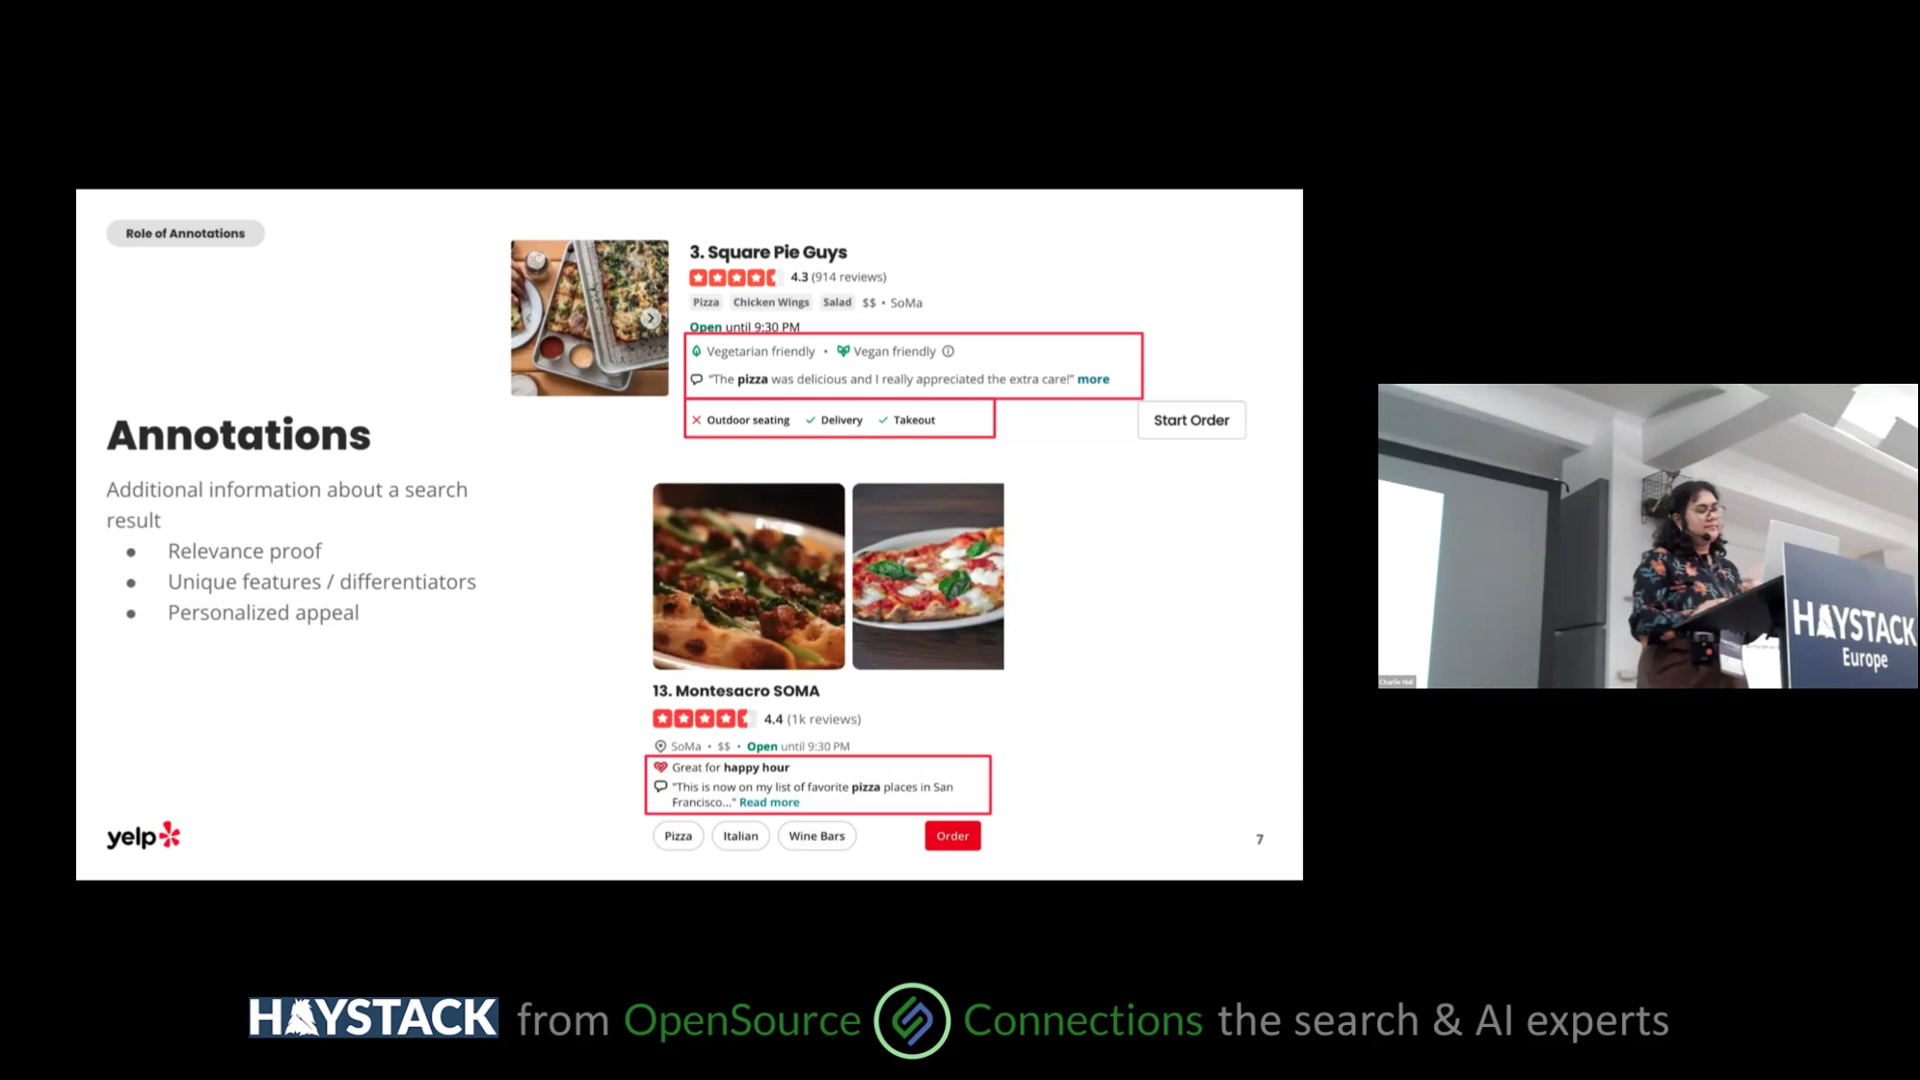 Role of Annotations
Annotations
Additional information about a search
result
● Relevance proof
● Unique features / differentiators
● Personalized appeal
yelp
3. Square Pie Guys
4.3 (914 reviews)
Pizza Chicken Wings Salad $$ • SoMa
Open until 9:30 PM
Vegetarian friendly • Vegan friendly
"The pizza was delicious and I really appreciated the extra care!" more
Outdoor seating Delivery Takeout
Start Order
13. Montesacro SOMA
4.4 (1k reviews)
SoMa • $$ • Open until 9:30 PM
Great for happy hour
"This is now on my list of favorite pizza places in San
Francisco..." Read more
Pizza Italian Wine Bars
Order
7
HAYSTACK
Europe
Charlie Hull
HAYSTACK from OpenSource Connections the search & AI experts